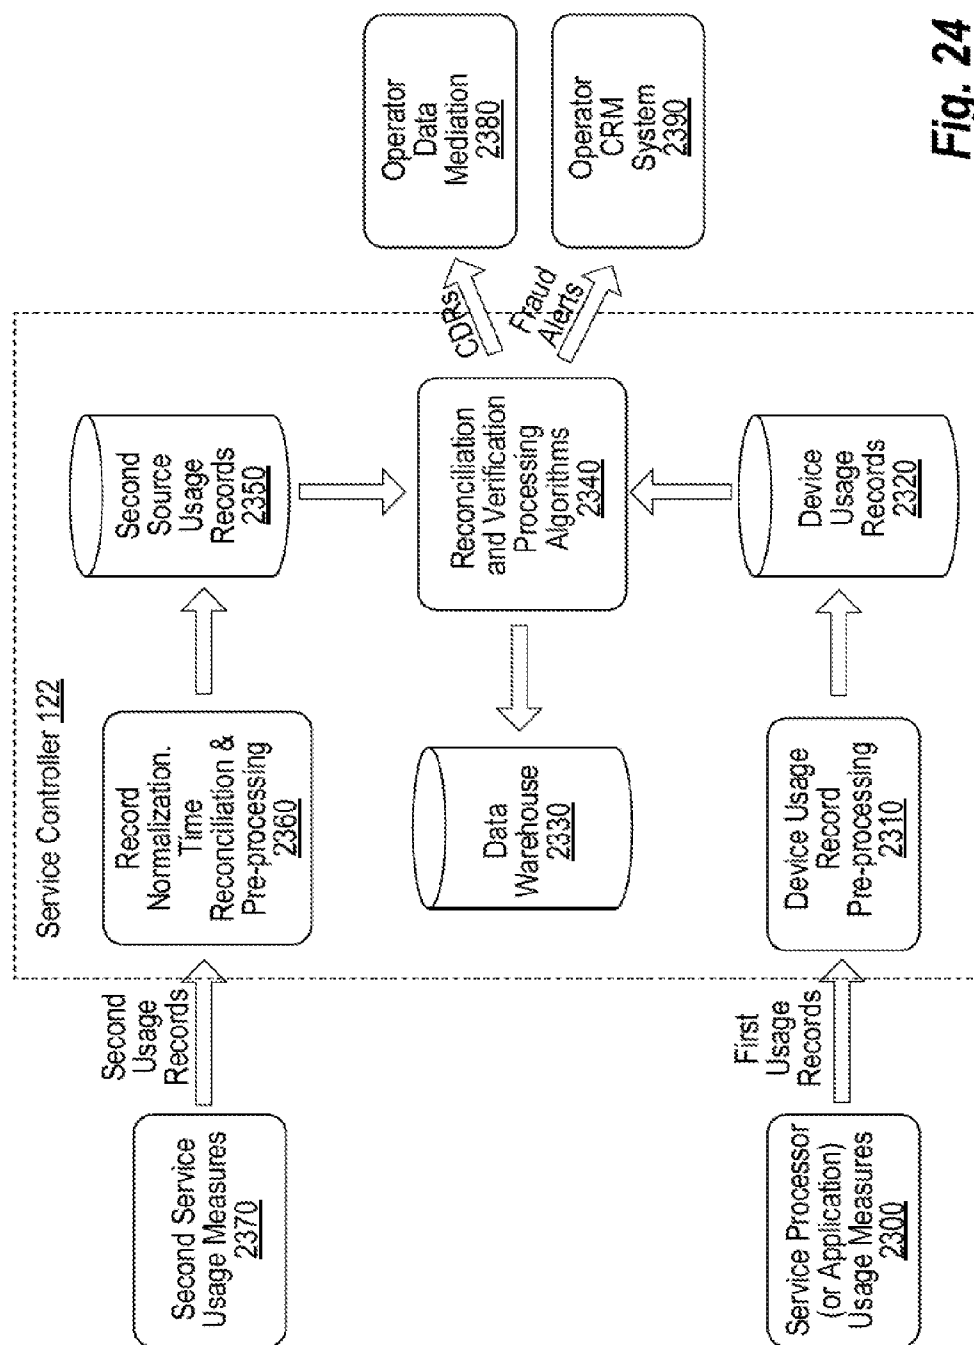 Service Controller 122
Second Service
Usage Measures
2370
Second
Usage
Records
Record
Normalization.
Time
Reconciliation &
Pre-processing
2360
Second
Source
Usage
Records
2350
Data
Warehouse
2330
Reconciliation
and Verification
Processing
Algorithms
2340
CDRs
Fraud
Alerts
Operator
Data
Mediation
2380
Operator
CRM
System
2390
Service Processor
(or Application)
Usage Measures
2300
First
Usage
Records
Device Usage
Record
Pre-processing
2310
Device
Usage
Records
2320
Fig. 24